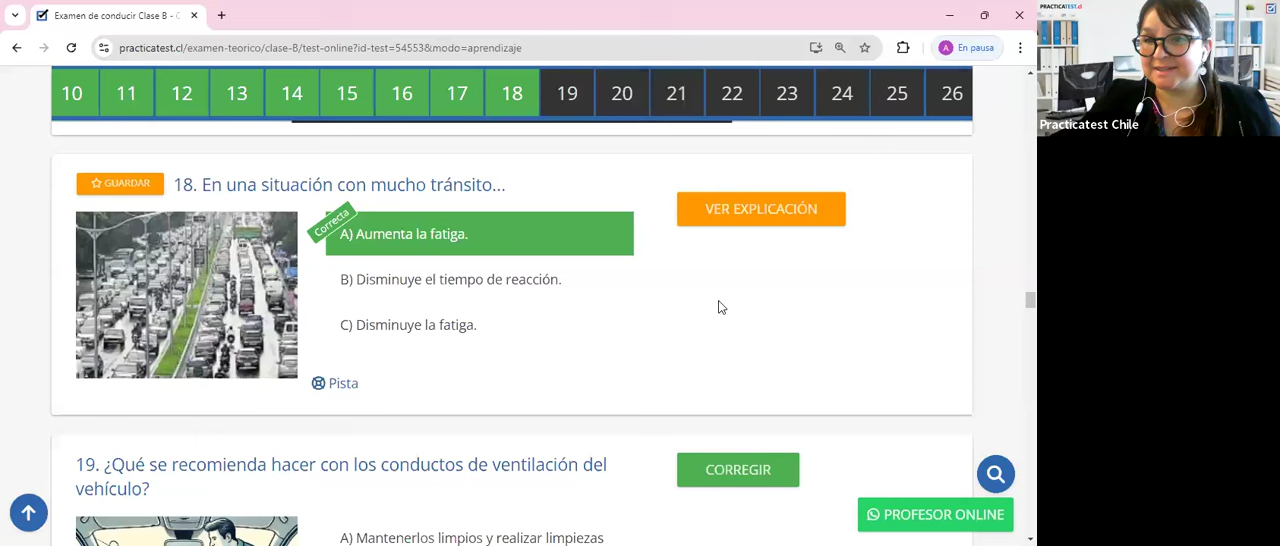 Examen de conducir Clase B - C
practicatest.cl/examen-teorico/clase-B/test-online?id-test=54553&modo=aprendizaje
A
En pausa
PRACTICATEST.cl
Practicatest Chile
10 11 12 13 14 15 16 17 18 19 20 21 22 23 24 25 26
GUARDAR
18. En una situación con mucho tránsito...
VER EXPLICACIÓN
Correcta
A) Aumenta la fatiga.
B) Disminuye el tiempo de reacción.
C) Disminuye la fatiga.
Pista
19. ¿Qué se recomienda hacer con los conductos de ventilación del
vehículo?
CORREGIR
A) Mantenerlos limpios y realizar limpiezas
PROFESOR ONLINE